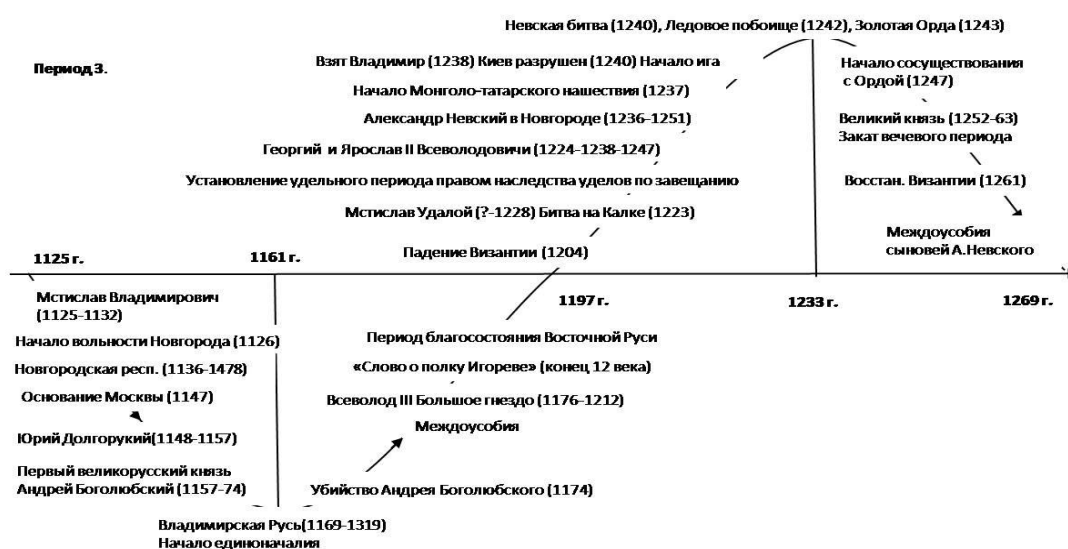 Невская битва (1240), Ледовое побоище (1242), Золотая Орда (1243)
Период 3.
Взят Владимир (1238) Киев разрушен (1240) Начало ига
Начало Монголо-татарского нашествия (1237)
Александр Невский в Новгороде (1236-1251)
Георгий и Ярослав II Всеволодовичи (1224-1238-1247)
Установление удельного периода правом наследства уделов по завещанию
Мстислав Удалой (?-1228) Битва на Калке (1223)
Падение Византии (1204)
Начало сосуществования
с Ордой (1247)
Великий князь (1252-63)
Закат вечевого периода
Восстан. Византии (1261)
Междоусобия
сыновей А.Невского
1125 г.
1161 г.
1197 г.
1233 г.
1269 г.
Мстислав Владимирович
(1125-1132)
Начало вольности Новгорода (1126)
Новгородская респ. (1136-1478)
Основание Москвы (1147)
Юрий Долгорукий(1148-1157)
Первый великорусский князь
Андрей Боголюбский (1157-74)
Владимирская Русь(1169-1319)
Начало единоначалия
Период благосостояния Восточной Руси
«Слово о полку Игореве» (конец 12 века)
Всеволод III Большое гнездо (1176-1212)
Междоусобия
Убийство Андрея Боголюбского (1174)